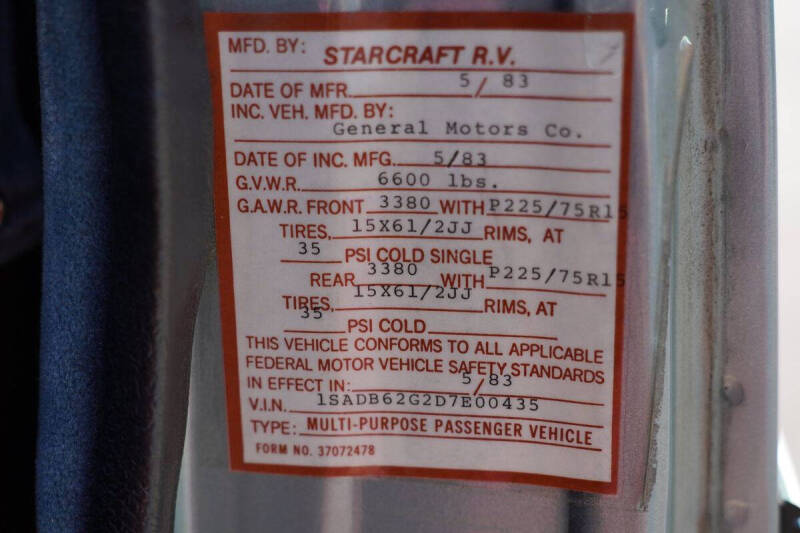 MFD. BY: STARCRAFT R.V.
DATE OF MFR. 5/83
INC. VEH. MFD. BY:
General Motors Co.
DATE OF INC. MFG. 5/83
G.V.W.R. 6600 lbs.
G.A.W.R. FRONT 3380 WITH P225/75R15
TIRES, 15X61/2JJ RIMS, AT
35 PSI COLD SINGLE
REAR 3380 WITH P225/75R15
TIRES, 15X61/2JJ RIMS, AT
35 PSI COLD
THIS VEHICLE CONFORMS TO ALL APPLICABLE
FEDERAL MOTOR VEHICLE SAFETY STANDARDS
IN EFFECT IN: 5/83
V.I.N. 1SADB62G2D7E00435
TYPE: MULTI-PURPOSE PASSENGER VEHICLE
FORM NO. 37072478